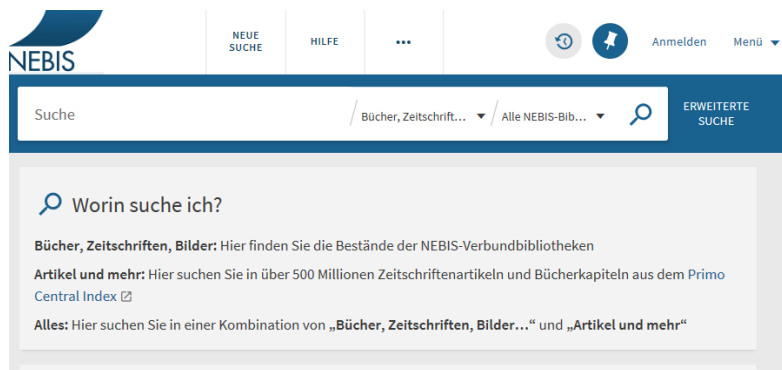 NEBIS
NEUE
SUCHE
HILFE
•••
Anmelden
Menü
Suche
Bücher, Zeitschrift...
Alle NEBIS-Bib...
ERWEITERTE
SUCHE
Worin suche ich?
Bücher, Zeitschriften, Bilder: Hier finden Sie die Bestände der NEBIS-Verbundbibliotheken
Artikel und mehr: Hier suchen Sie in über 500 Millionen Zeitschriftenartikeln und Bücherkapiteln aus dem Primo
Central Index
Alles: Hier suchen Sie in einer Kombination von „Bücher, Zeitschriften, Bilder...“ und „Artikel und mehr“